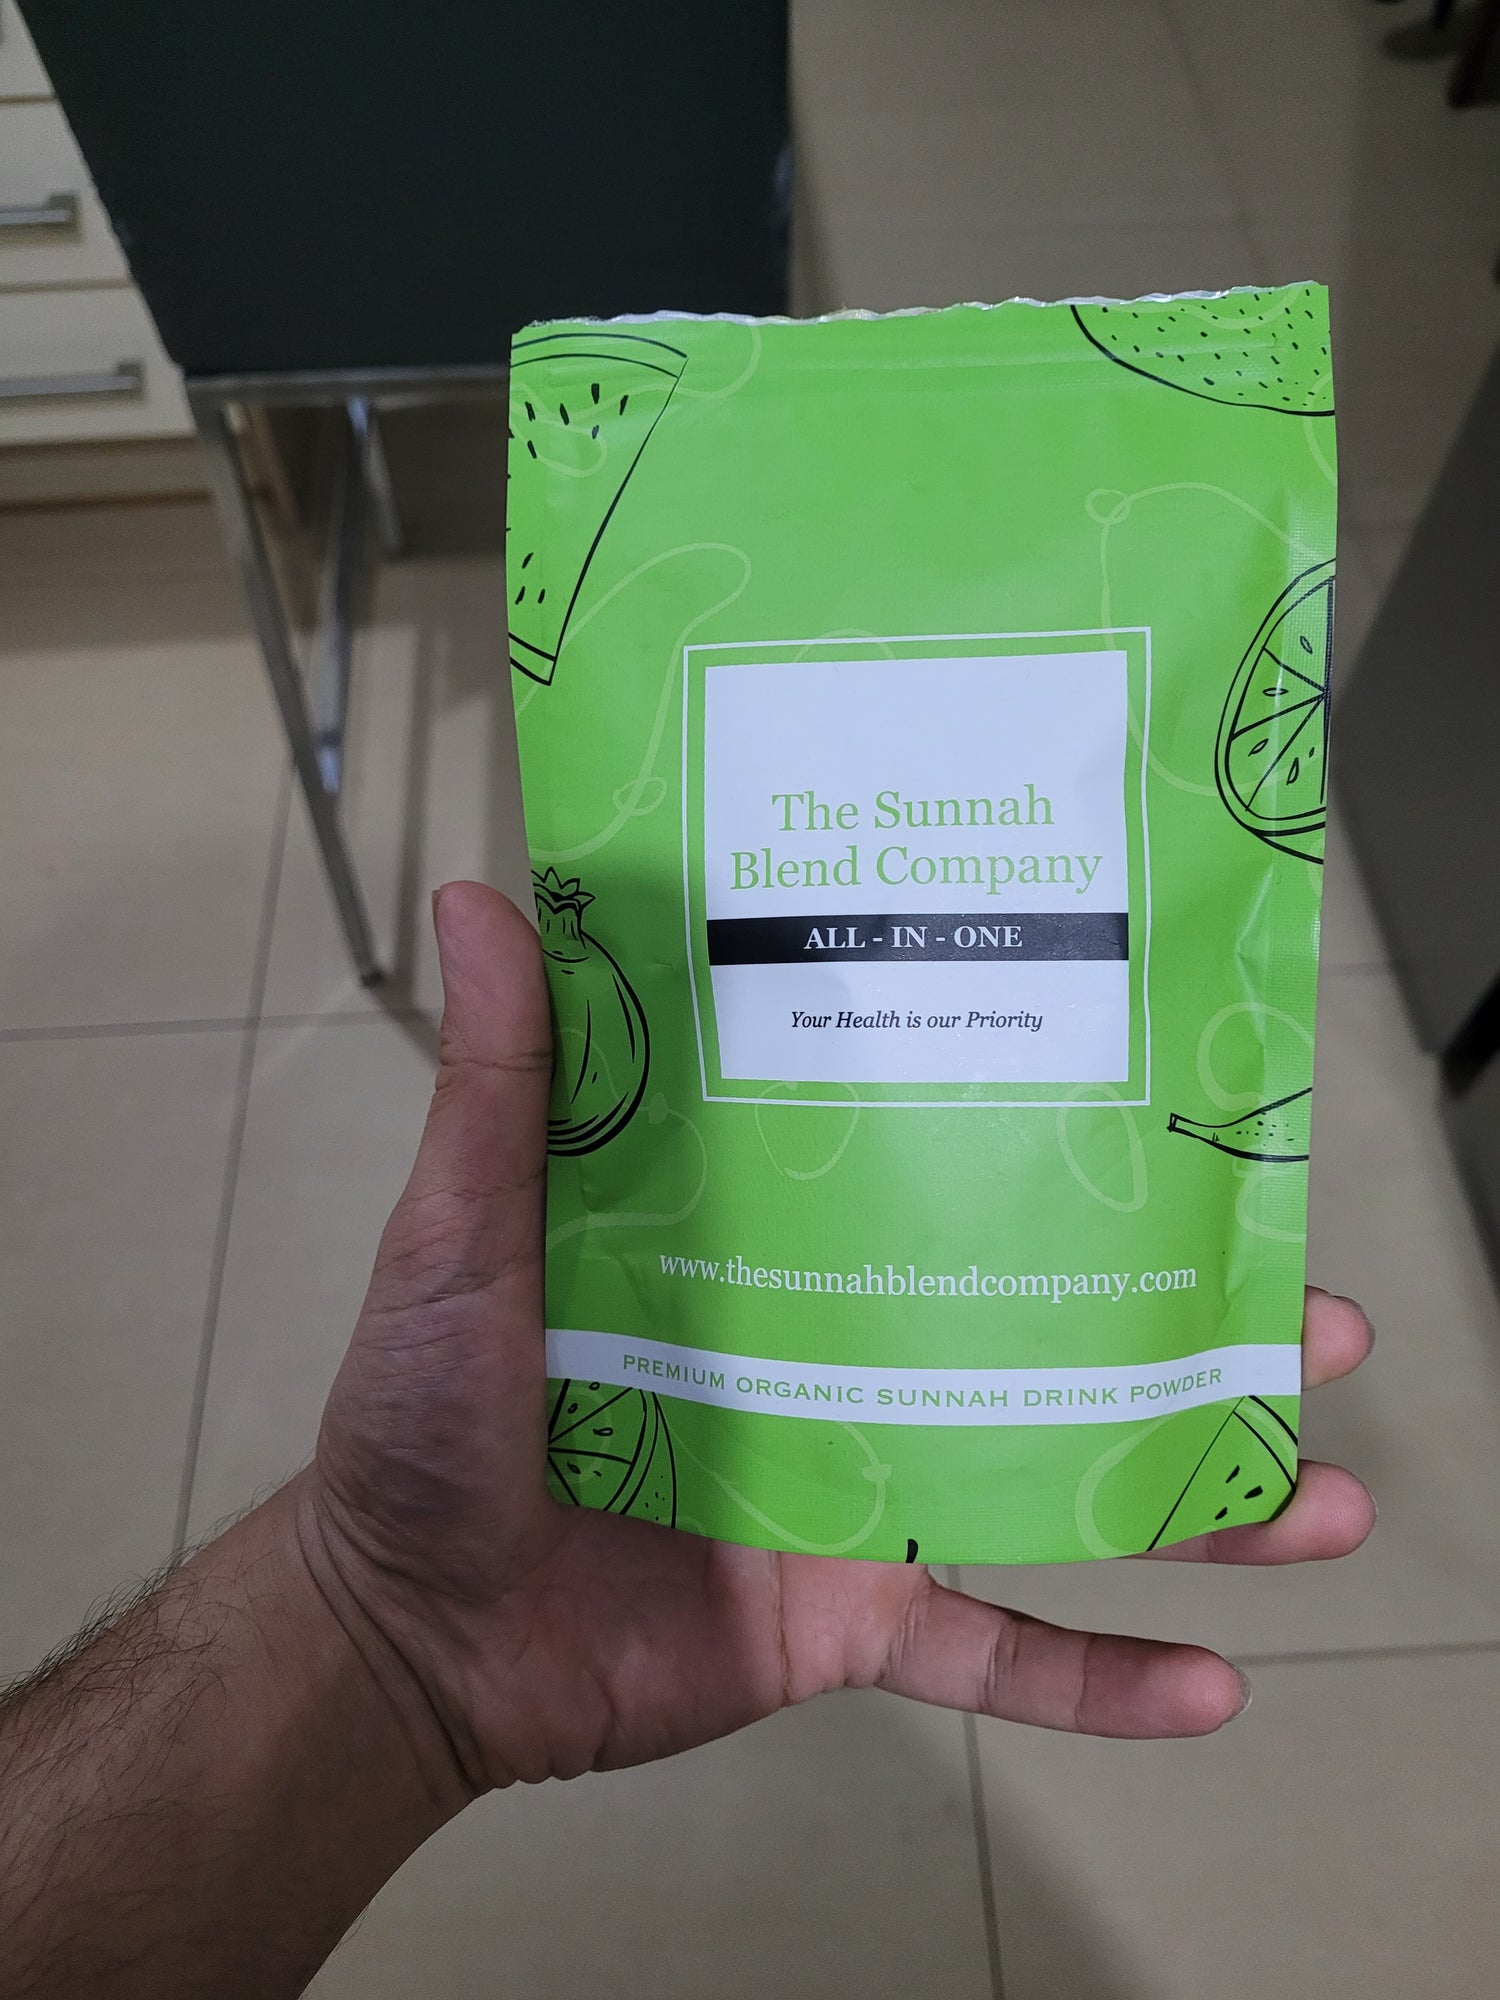 The Sunnah
Blend Company
ALL - IN - ONE
Your Health is our Priority
www.thesunnahblendcompany.com
PREMIUM ORGANIC SUNNAH DRINK POWDER